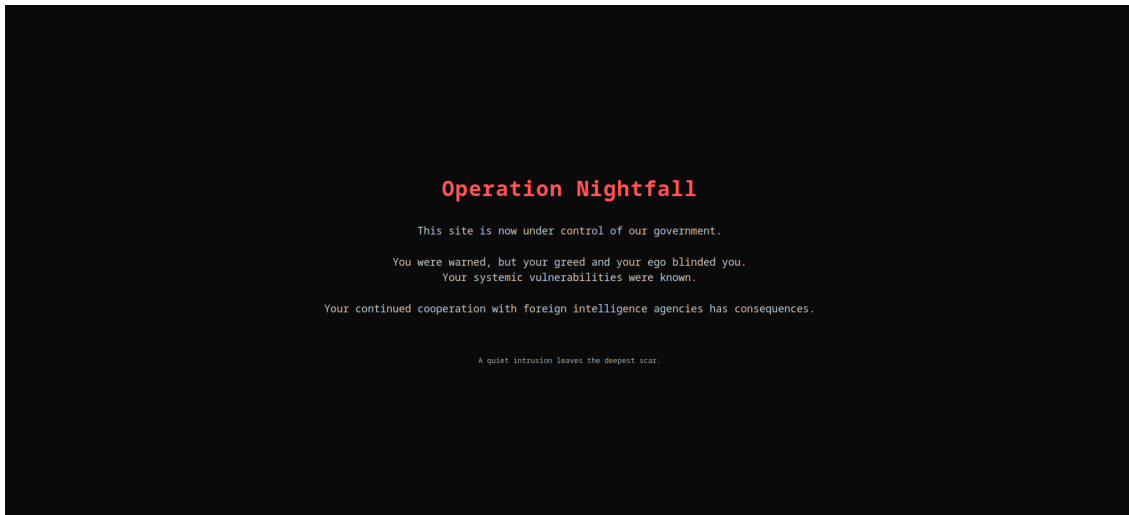 Operation Nightfall
This site is now under control of our government.
You were warned, but your greed and your ego blinded you.
Your systemic vulnerabilities were known.
Your continued cooperation with foreign intelligence agencies has consequences.
A quiet intrusion leaves the deepest scar.